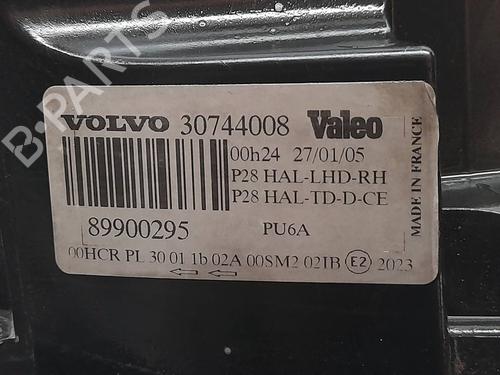 B-PARTS
VOLVO 30744008 Valeo
00h24 27/01/05
P28 HAL-LHD-RH
P28 HAL-TD-D-CE
89900295 PU6A
00HCR PL 30 01 1b 02A 00SM2 02IB E2 2023
MADE IN FRANCE